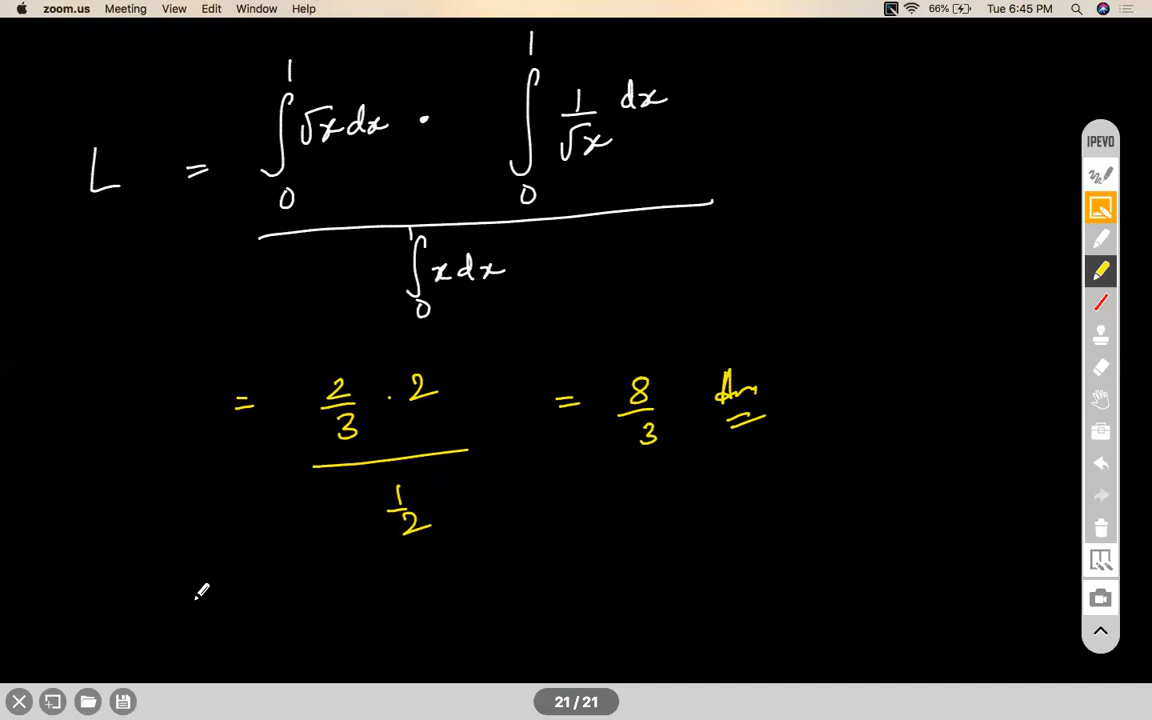 zoom.us Meeting View Edit Window Help 66% Tue 6:45 PM
L = ∫₀¹ √x dx · ∫₀¹ 1/√x dx
∫₀¹ x dx
= 2/3 · 2 = 8/3 Ans
1/2
IPEVO
21 / 21